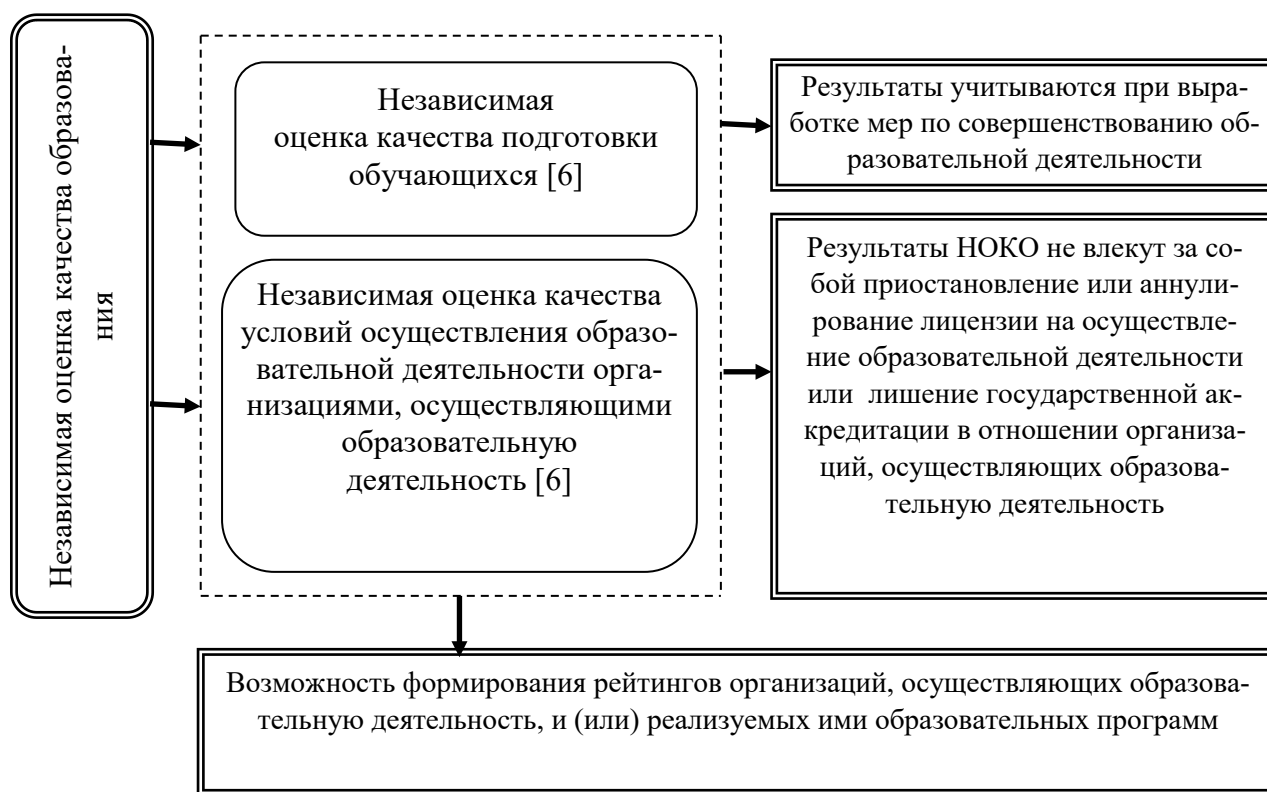 Независимая оценка качества образова-
ния
Независимая
оценка качества подготовки
обучающихся [6]
Независимая оценка качества
условий осуществления образо-
вательной деятельности орга-
низациями, осуществляющими
образовательную
деятельность [6]
Результаты учитываются при выра-
ботке мер по совершенствованию об-
разовательной деятельности
Результаты НОКО не влекут за со-
бой приостановление или аннули-
рование лицензии на осуществле-
ние образовательной деятельности
или лишение государственной ак-
кредитации в отношении организа-
ций, осуществляющих образова-
тельную деятельность
Возможность формирования рейтингов организаций, осуществляющих образова-
тельную деятельность, и (или) реализуемых ими образовательных программ